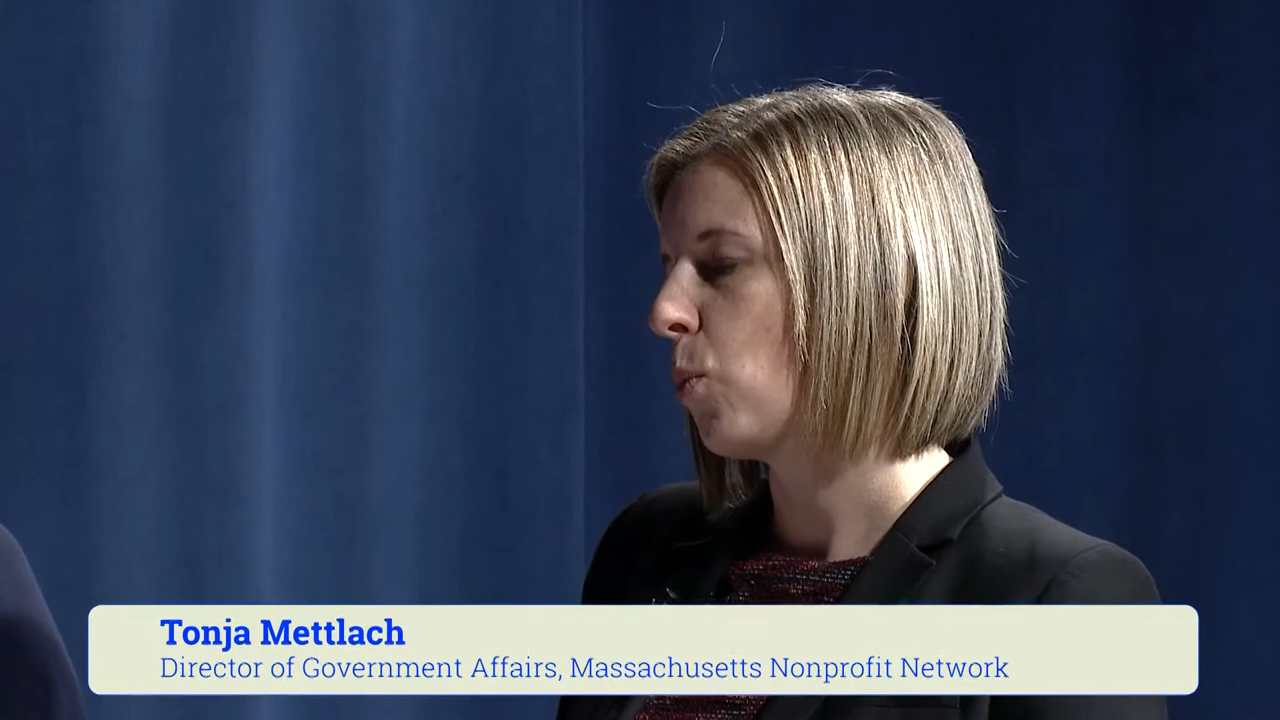 Tonja Mettlach
Director of Government Affairs, Massachusetts Nonprofit Network